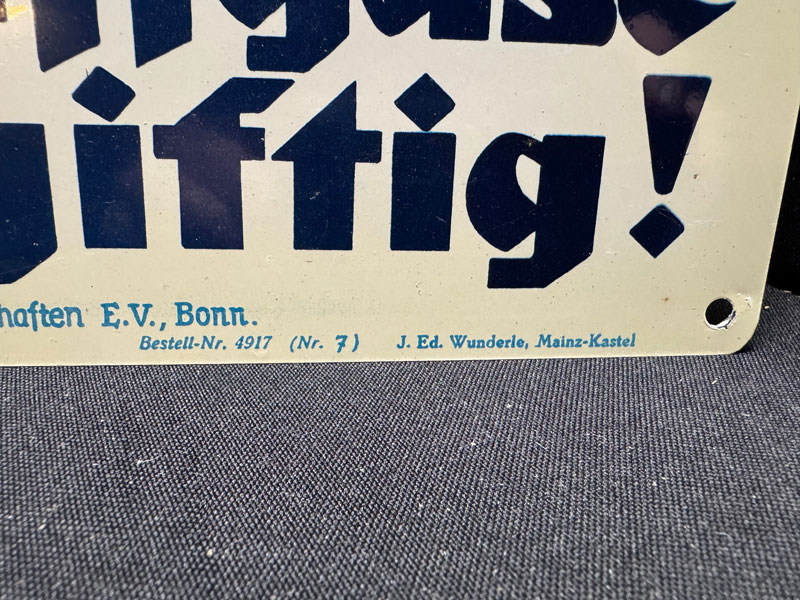 giftig!
haften E.V., Bonn.
Bestell-Nr. 4917 (Nr. 7) J. Ed. Wunderle, Mainz-Kastel